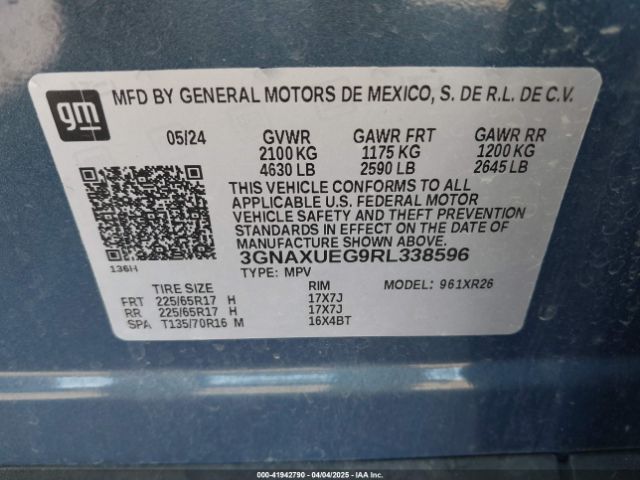 gm
MFD BY GENERAL MOTORS DE MEXICO, S. DE R.L. DE C.V.
05/24 GVWR GAWR FRT GAWR RR
2100 KG 1175 KG 1200 KG
4630 LB 2590 LB 2645 LB
THIS VEHICLE CONFORMS TO ALL
APPLICABLE U.S. FEDERAL MOTOR
VEHICLE SAFETY AND THEFT PREVENTION
STANDARDS IN EFFECT ON THE DATE OF
MANUFACTURE SHOWN ABOVE.
3GNAXUEG9RL338596
136H
TYPE: MPV MODEL: 961XR26
TIRE SIZE RIM
FRT 225/65R17 H 17X7J
RR 225/65R17 H 17X7J
SPA T135/70R16 M 16X4BT
000-41942790 - 04/04/2025 - IAA, Inc.